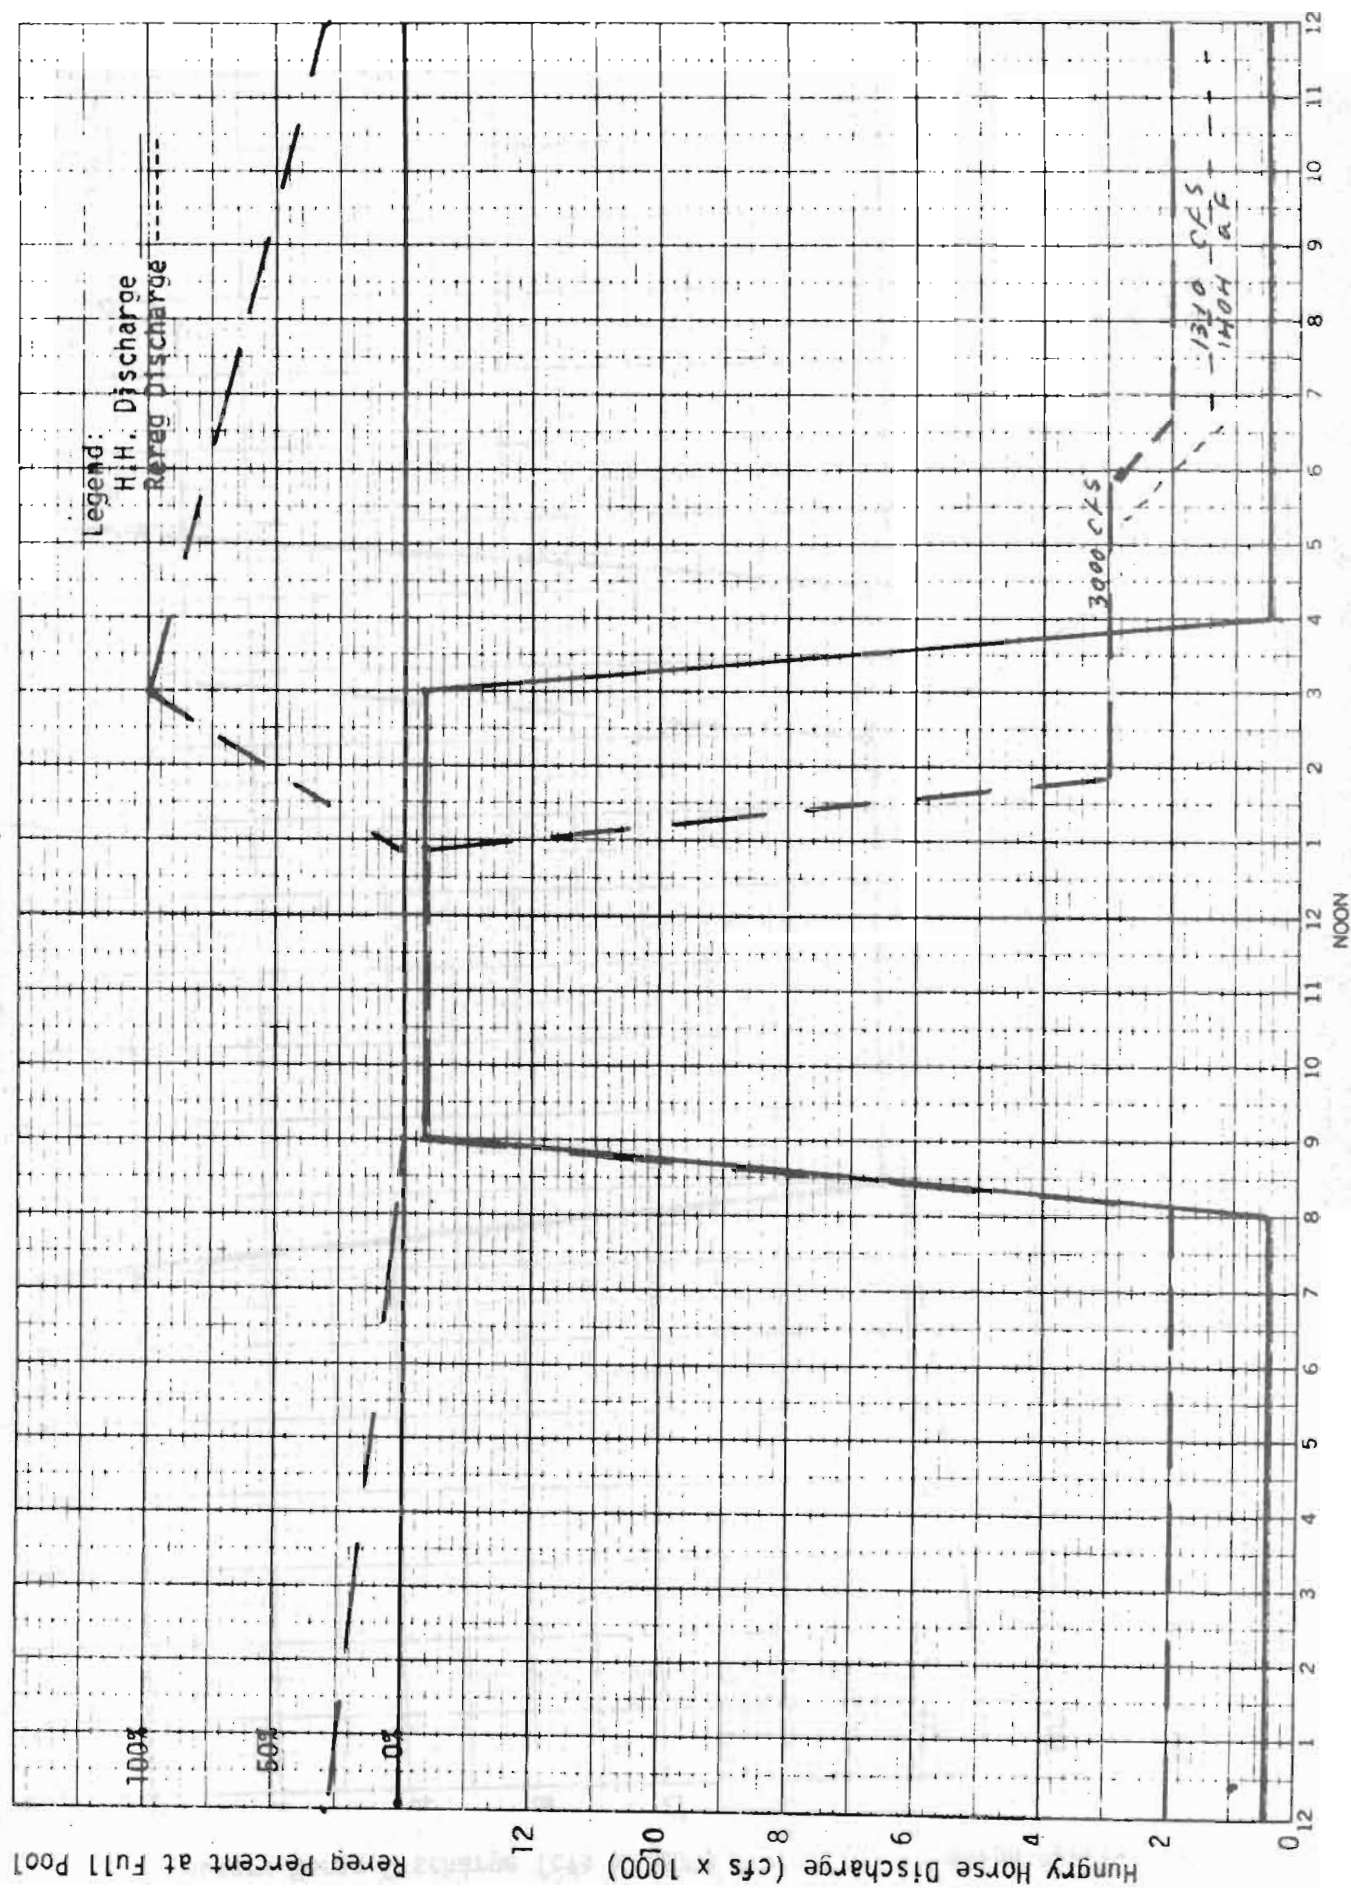 Legend:
H.H. Discharge
Rereg Discharge
Rereg Percent at Full Pool
100%
50%
0%
Hungry Horse Discharge (cfs x 1000)
12
10
8
6
4
2
0
3000 CFS
1310 CFS
12 1 2 3 4 5 6 7 8 9 10 11 12 1 2 3 4 5 6 7 8 9 10 11 12
NOON